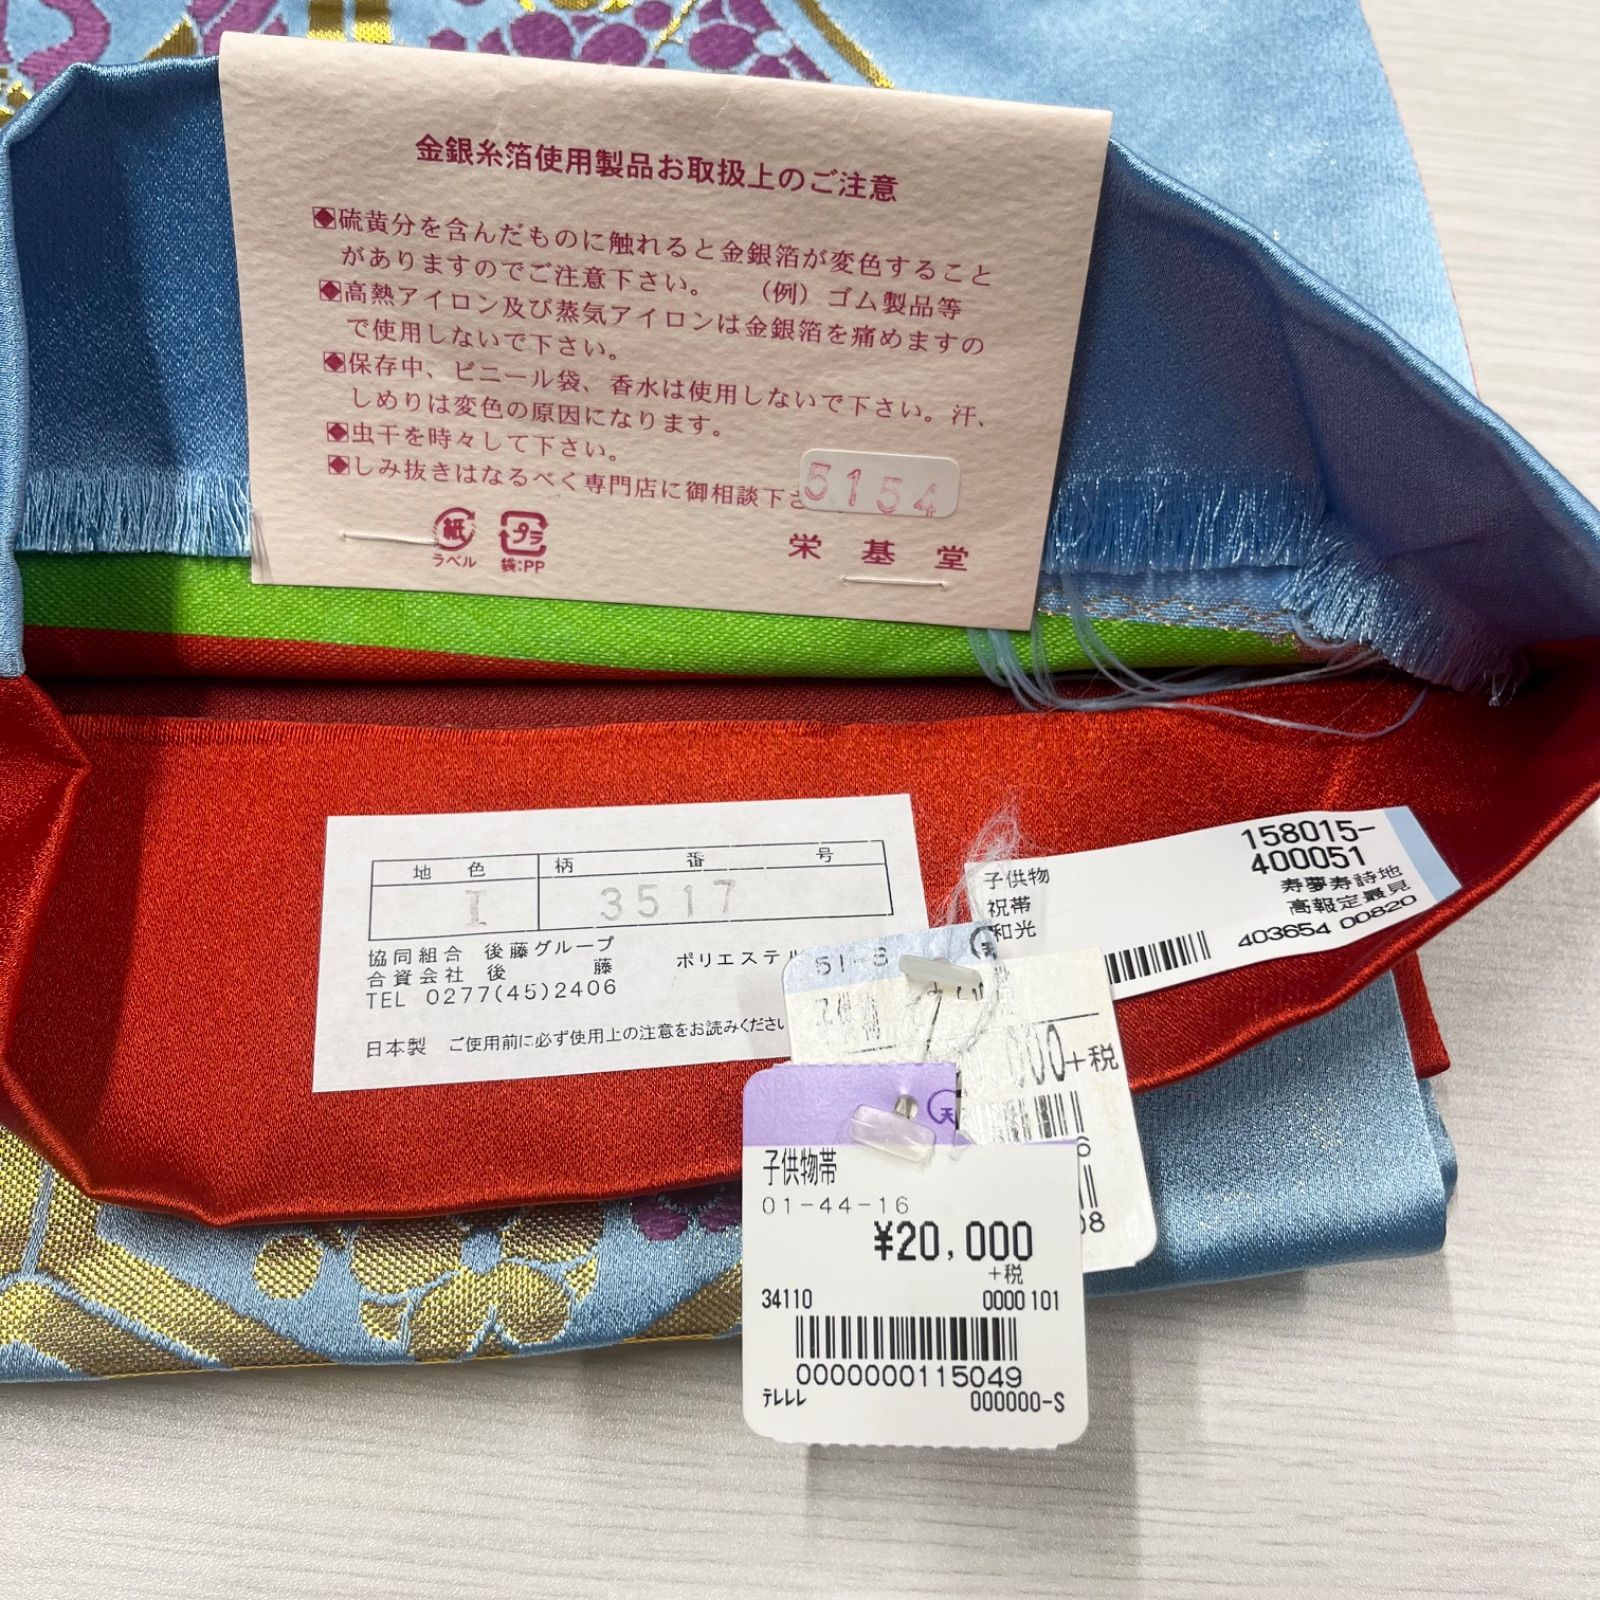 金銀糸箔使用製品お取扱上のご注意
硫黄分を含んだものに触れると金銀箔が変色すること
がありますのでご注意下さい。 （例）ゴム製品等
高熱アイロン及び蒸気アイロンは金銀箔を痛めますの
で使用しないで下さい。
保存中、ビニール袋、香水は使用しないで下さい。汗、
しめりは変色の原因になります。
虫干を時々して下さい。
しみ抜きはなるべく専門店に御相談下さ
5154
紙
ラベル
プラ
袋:PP
栄基堂
地色 柄番号
I 3517
協同組合 後藤グループ
合資会社 後藤 ポリエステル
TEL 0277(45)2406
日本製 ご使用前に必ず使用上の注意をお読みください
158015-
400051
子供物
祝帯
和光
寿夢寿詩地
高報定最見
403654 00820
51-8
000+税
天
子供物帯
01-44-16
¥20,000
+税
34110 0000101
0000000115049
ﾃﾚﾚﾚ 000000-S